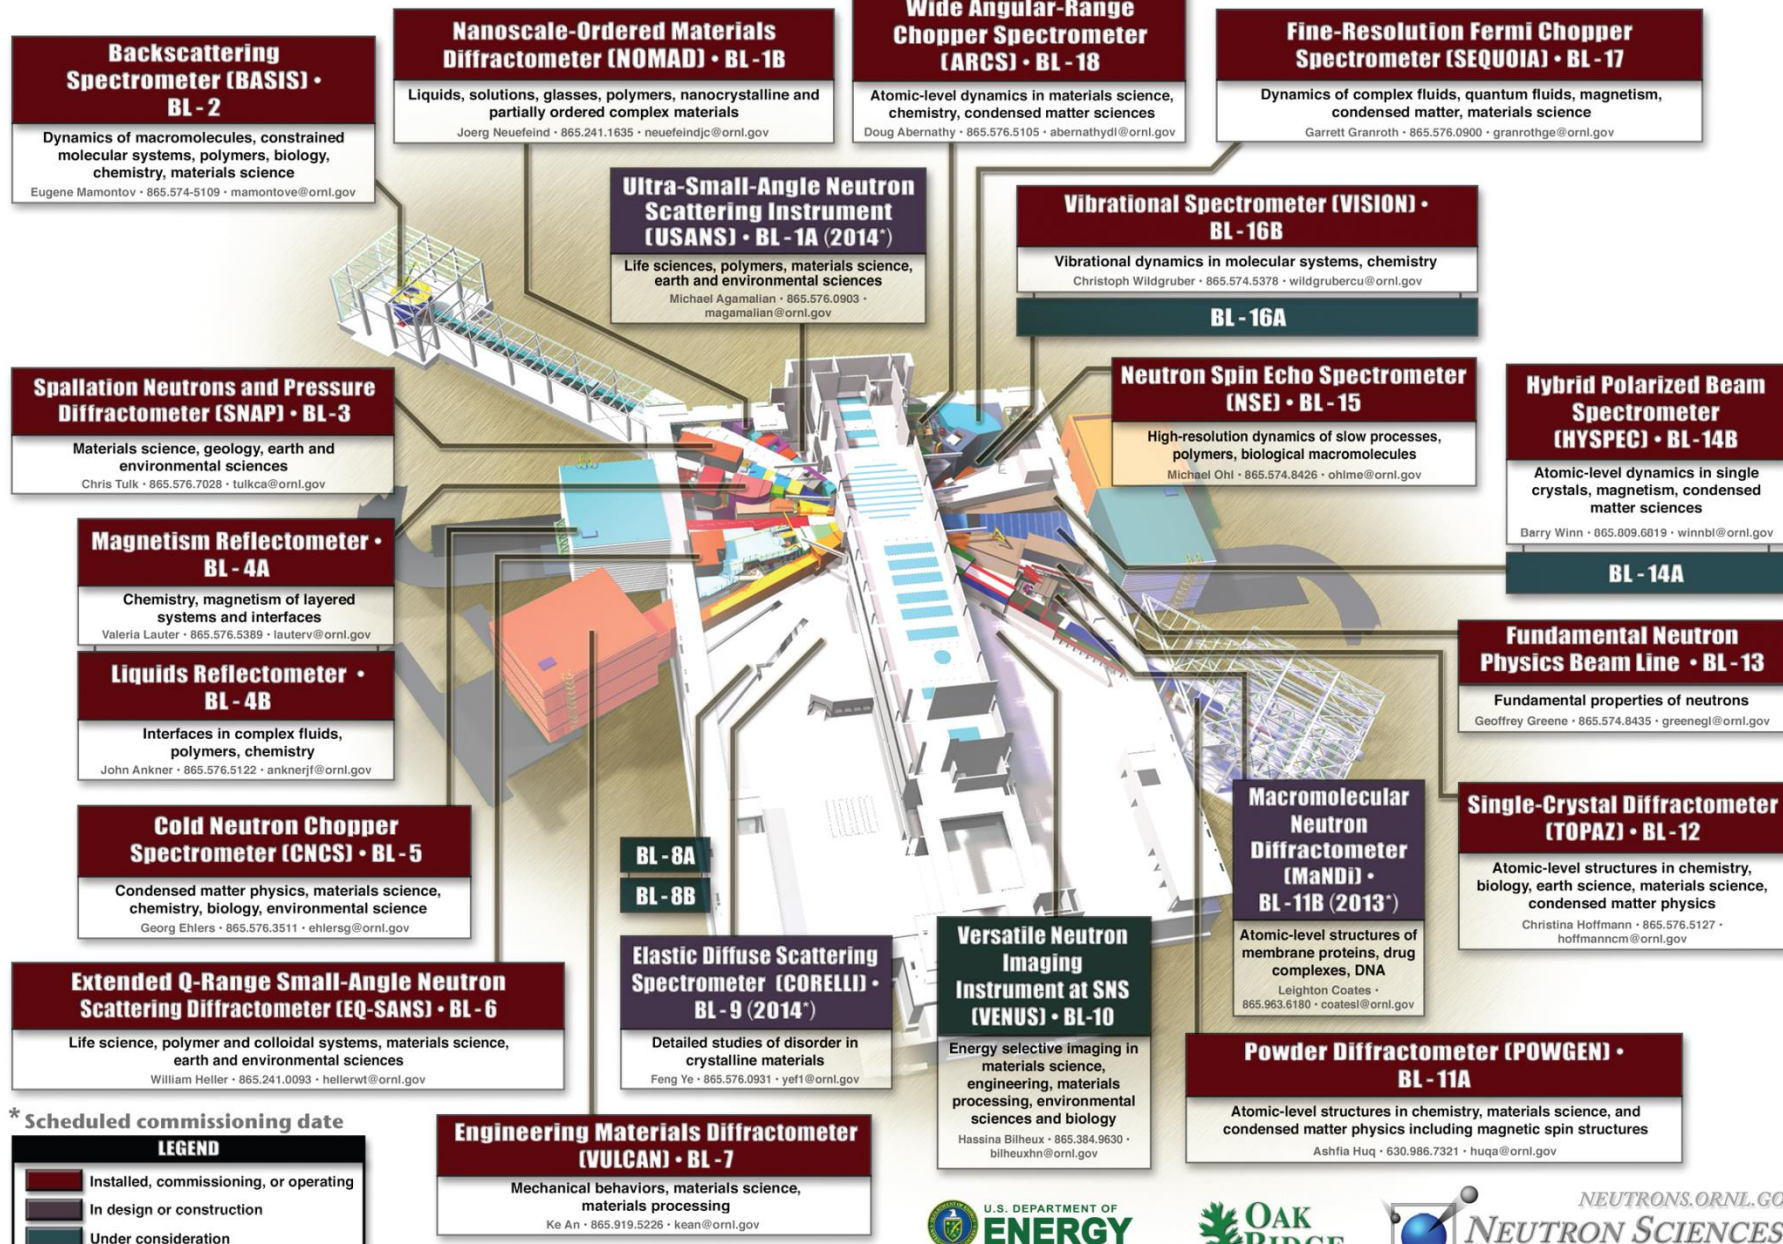 Backscattering
Spectrometer (BASIS) •
BL - 2
Dynamics of macromolecules, constrained
molecular systems, polymers, biology,
chemistry, materials science
Eugene Mamontov • 865.574-5109 • mamontove@ornl.gov
Nanoscale-Ordered Materials
Diffractometer (NOMAD) • BL - 1B
Liquids, solutions, glasses, polymers, nanocrystalline and
partially ordered complex materials
Joerg Neuefeind • 865.241.1635 • neuefeindjc@ornl.gov
Wide Angular-Range
Chopper Spectrometer
(ARCS) • BL - 18
Atomic-level dynamics in materials science,
chemistry, condensed matter sciences
Doug Abernathy • 865.576.5105 • abernathydl@ornl.gov
Fine-Resolution Fermi Chopper
Spectrometer (SEQUOIA) • BL - 17
Dynamics of complex fluids, quantum fluids, magnetism,
condensed matter, materials science
Garrett Granroth • 865.576.0900 • granrothge@ornl.gov
Ultra-Small-Angle Neutron
Scattering Instrument
(USANS) • BL - 1A (2014*)
Life sciences, polymers, materials science,
earth and environmental sciences
Michael Agamalian • 865.576.0903 •
magamalian@ornl.gov
Vibrational Spectrometer (VISION) •
BL - 16B
Vibrational dynamics in molecular systems, chemistry
Christoph Wildgruber • 865.574.5378 • wildgrubercu@ornl.gov
BL - 16A
Spallation Neutrons and Pressure
Diffractometer (SNAP) • BL - 3
Materials science, geology, earth and
environmental sciences
Chris Tulk • 865.576.7028 • tulkca@ornl.gov
Neutron Spin Echo Spectrometer
(NSE) • BL - 15
High-resolution dynamics of slow processes,
polymers, biological macromolecules
Michael Ohl • 865.574.8426 • ohlme@ornl.gov
Hybrid Polarized Beam
Spectrometer
(HYSPEC) • BL - 14B
Atomic-level dynamics in single
crystals, magnetism, condensed
matter sciences
Barry Winn • 865.809.6819 • winnbl@ornl.gov
BL - 14A
Magnetism Reflectometer •
BL - 4A
Chemistry, magnetism of layered
systems and interfaces
Valeria Lauter • 865.576.5389 • lauterv@ornl.gov
Liquids Reflectometer •
BL - 4B
Interfaces in complex fluids,
polymers, chemistry
John Ankner • 865.576.5122 • anknerjf@ornl.gov
Fundamental Neutron
Physics Beam Line • BL - 13
Fundamental properties of neutrons
Geoffrey Greene • 865.574.8435 • greenegl@ornl.gov
Cold Neutron Chopper
Spectrometer (CNCS) • BL - 5
Condensed matter physics, materials science,
chemistry, biology, environmental science
Georg Ehlers • 865.576.3511 • ehlersg@ornl.gov
BL - 8A
BL - 8B
Macromolecular
Neutron
Diffractometer
(MaNDi) •
BL - 11B (2013*)
Atomic-level structures of
membrane proteins, drug
complexes, DNA
Leighton Coates •
865.963.6180 • coatesl@ornl.gov
Single-Crystal Diffractometer
(TOPAZ) • BL - 12
Atomic-level structures in chemistry,
biology, earth science, materials science,
condensed matter physics
Christina Hoffmann • 865.576.5127 •
hoffmanncm@ornl.gov
Extended Q-Range Small-Angle Neutron
Scattering Diffractometer (EQ-SANS) • BL - 6
Life science, polymer and colloidal systems, materials science,
earth and environmental sciences
William Heller • 865.241.0093 • hellerwt@ornl.gov
Elastic Diffuse Scattering
Spectrometer (CORELLI) •
BL - 9 (2014*)
Detailed studies of disorder in
crystalline materials
Feng Ye • 865.576.0931 • yef1@ornl.gov
Versatile Neutron
Imaging
Instrument at SNS
(VENUS) • BL-10
Energy selective imaging in
materials science,
engineering, materials
processing, environmental
sciences and biology
Hassina Bilheux • 865.384.9630 •
bilheuxhn@ornl.gov
Powder Diffractometer (POWGEN) •
BL - 11A
Atomic-level structures in chemistry, materials science, and
condensed matter physics including magnetic spin structures
Ashfia Huq • 630.986.7321 • huqa@ornl.gov
* Scheduled commissioning date
LEGEND
Installed, commissioning, or operating
In design or construction
Under consideration
Engineering Materials Diffractometer
(VULCAN) • BL - 7
Mechanical behaviors, materials science,
materials processing
Ke An • 865.919.5226 • kean@ornl.gov
U.S. DEPARTMENT OF
ENERGY
OAK
RIDGE
NEUTRONS.ORNL.GO
NEUTRON SCIENCES